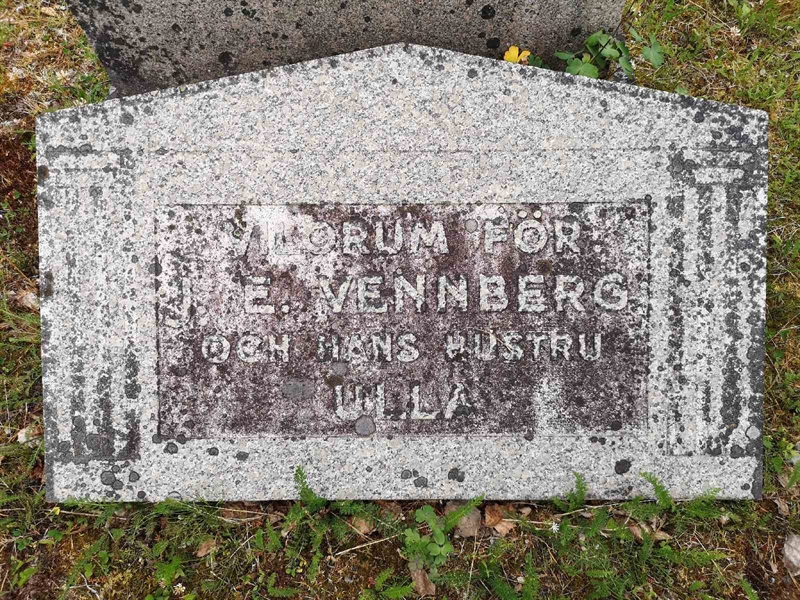 VILORUM FÖR
J. E. VENNBERG
OCH HANS HUSTRU
ULLA